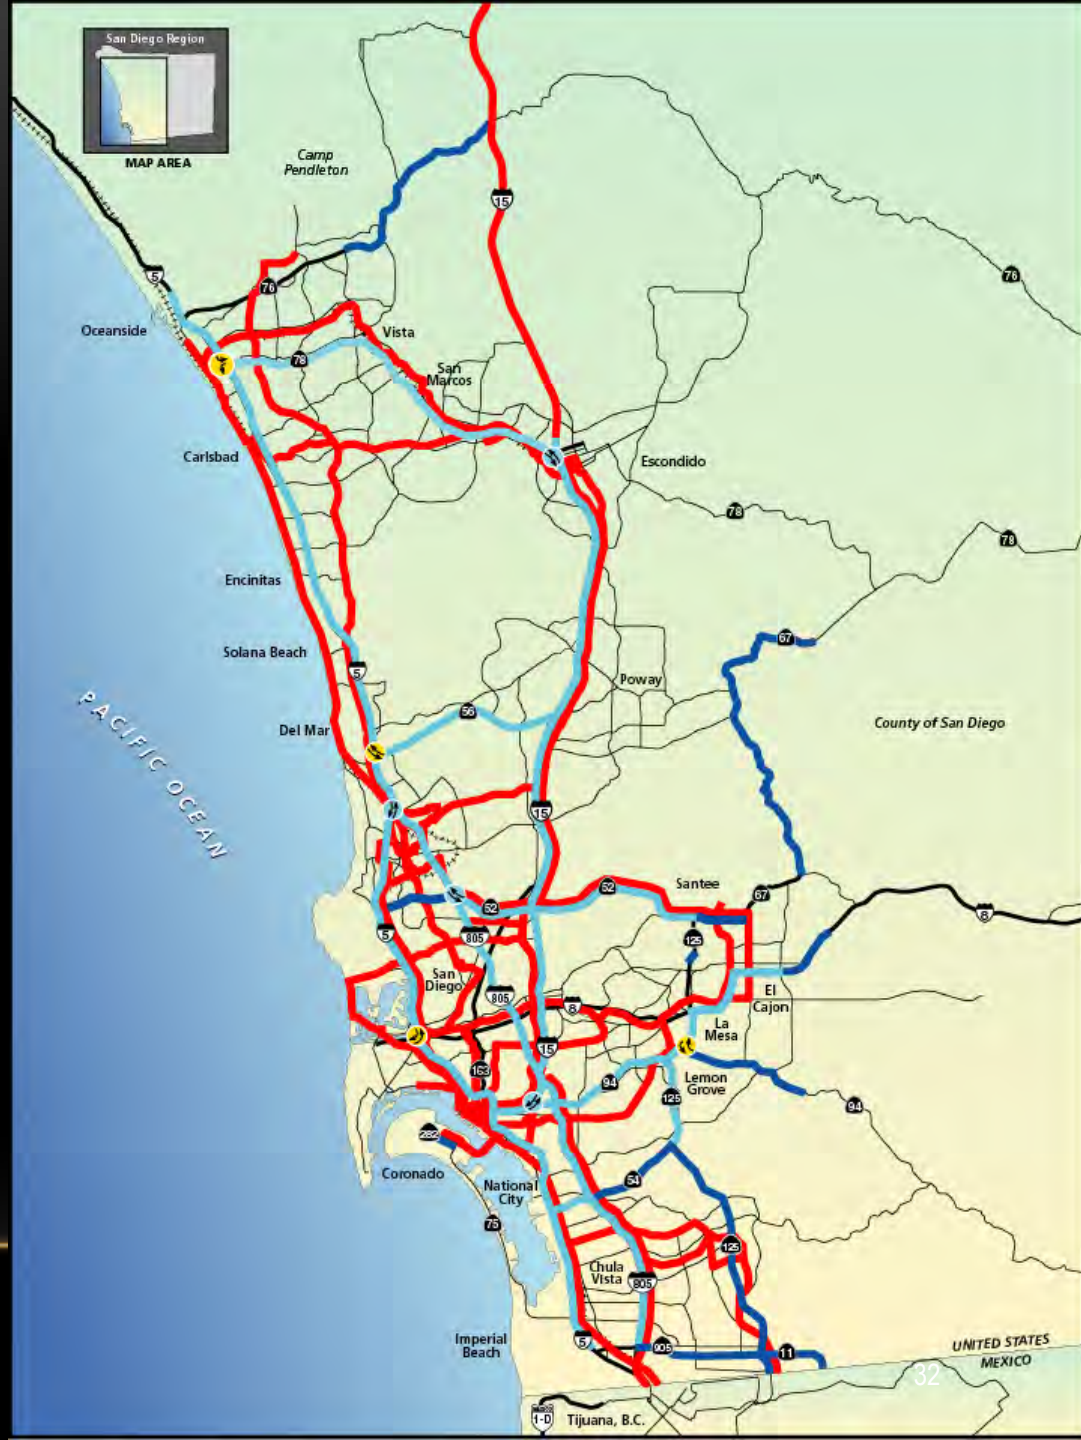 San Diego Region
MAP AREA
Camp
Pendleton
15
5
76
76
Oceanside
Vista
78
San
Marcos
Carlsbad
Escondido
78
78
Encinitas
67
Solana Beach
5
Poway
56
County of San Diego
Del Mar
PACIFIC OCEAN
15
Santee
52
67
52
8
5
805
125
San
Diego
805
El
Cajon
8
La
Mesa
15
163
94
Lemon
Grove
125
94
282
Coronado
54
National
City
75
125
Chula
Vista
805
Imperial
Beach
5
905
11
UNITED STATES
MEXICO
32
1-D
Tijuana, B.C.